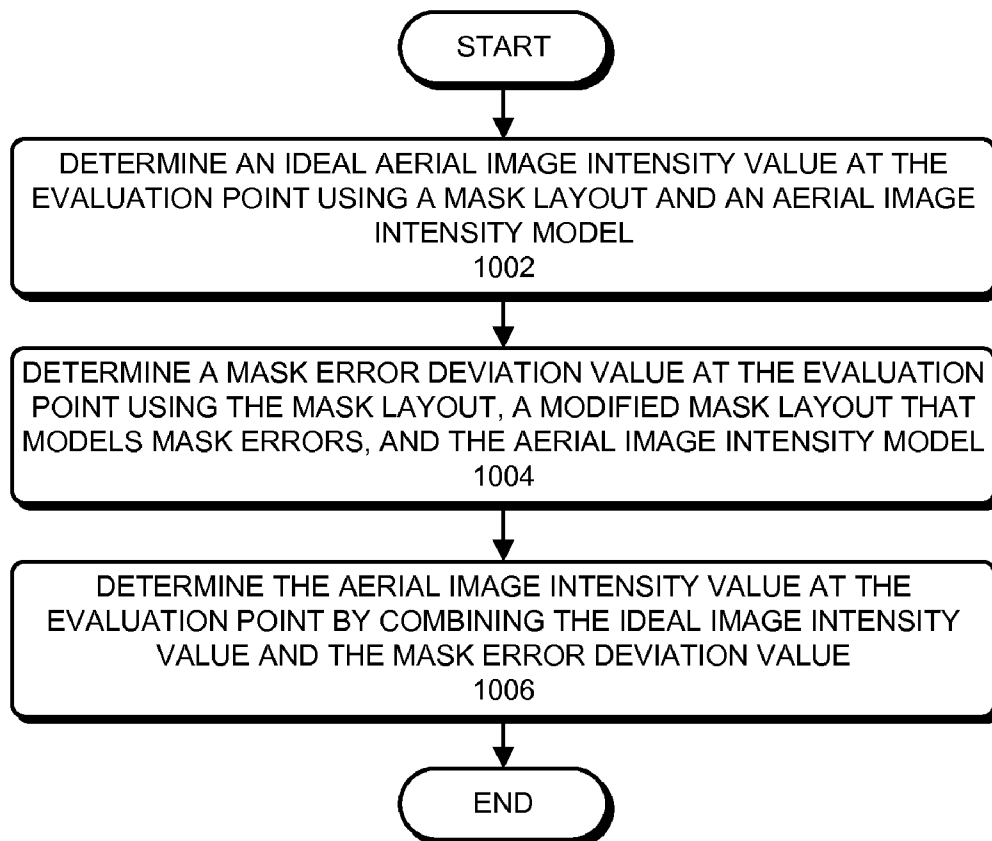 START
DETERMINE AN IDEAL AERIAL IMAGE INTENSITY VALUE AT THE
EVALUATION POINT USING A MASK LAYOUT AND AN AERIAL IMAGE
INTENSITY MODEL
1002
DETERMINE A MASK ERROR DEVIATION VALUE AT THE EVALUATION
POINT USING THE MASK LAYOUT, A MODIFIED MASK LAYOUT THAT
MODELS MASK ERRORS, AND THE AERIAL IMAGE INTENSITY MODEL
1004
DETERMINE THE AERIAL IMAGE INTENSITY VALUE AT THE
EVALUATION POINT BY COMBINING THE IDEAL IMAGE INTENSITY
VALUE AND THE MASK ERROR DEVIATION VALUE
1006
END